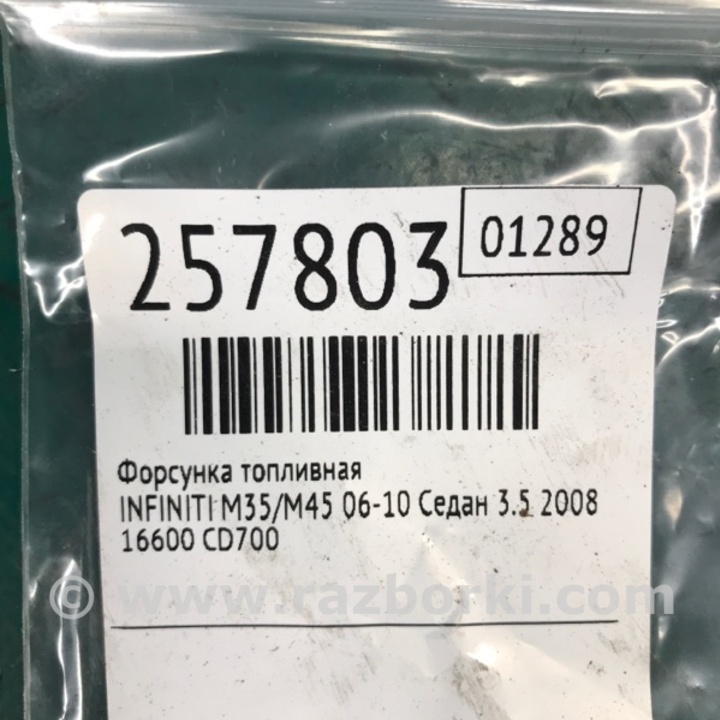 257803
01289
Форсунка топливная
INFINITI M35/M45 06-10 Седан 3.5 2008
16600 CD700
© www.razborki.com